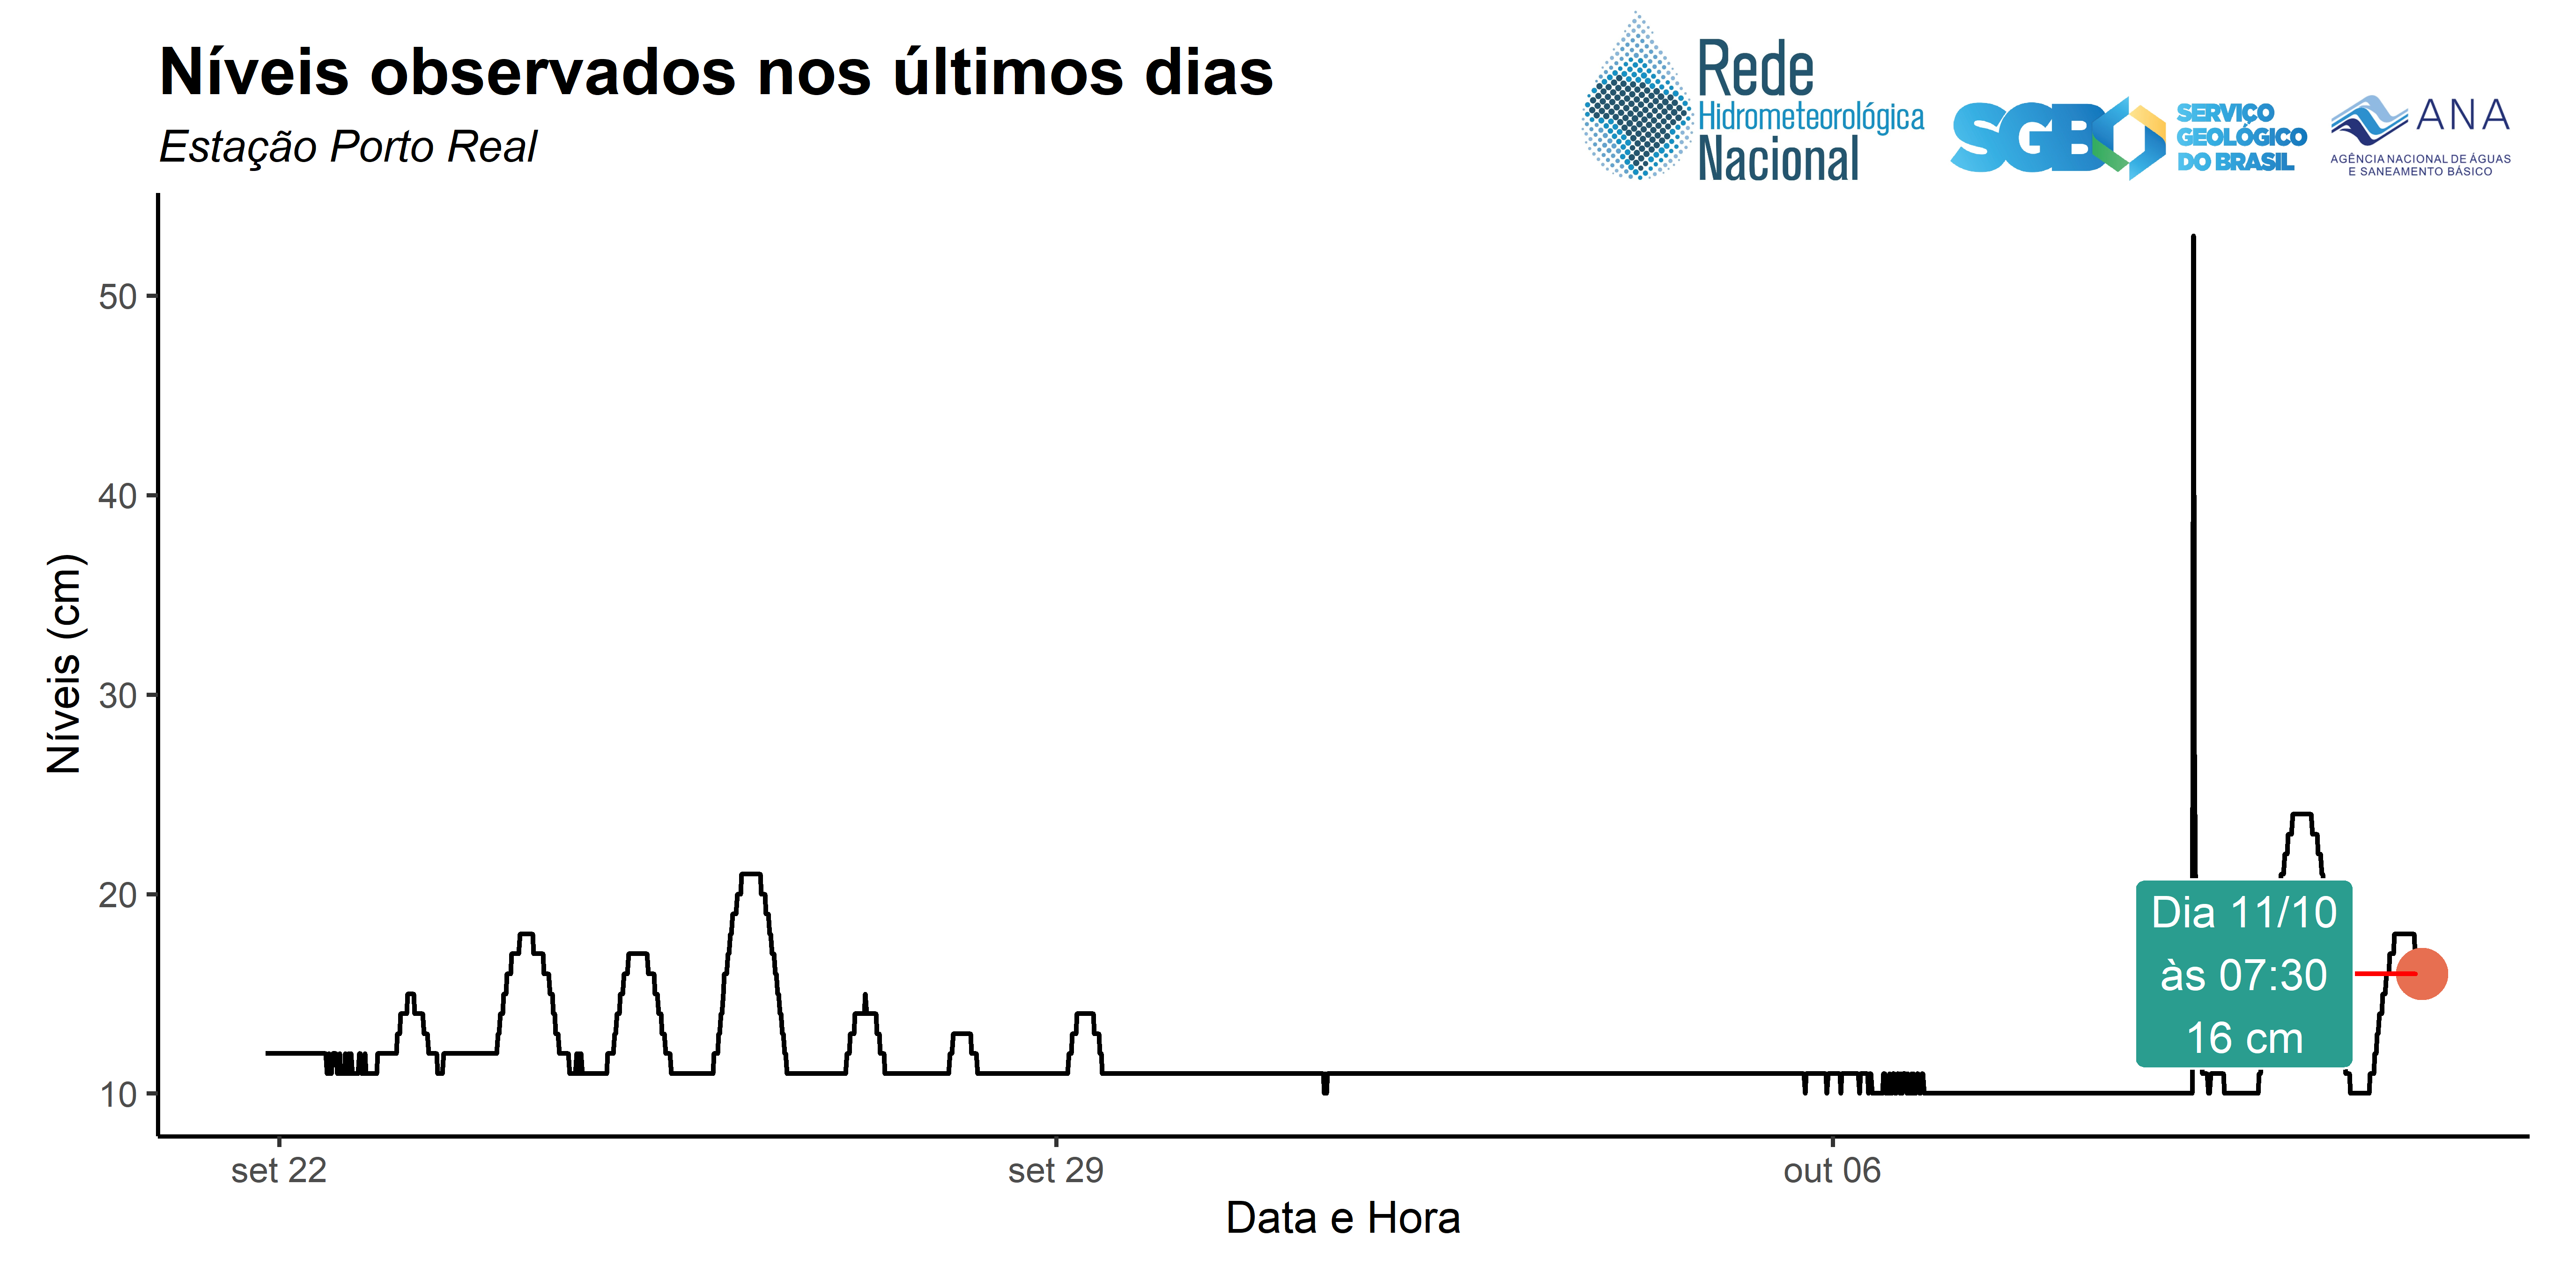 Níveis observados nos últimos dias
Estação Porto Real
Rede
Hidrometeorológica
Nacional
SGB
SERVIÇO
GEOLÓGICO
DO BRASIL
ANA
AGÊNCIA NACIONAL DE ÁGUAS
E SANEAMENTO BÁSICO
Níveis (cm)
50
40
30
20
10
Dia 11/10
às 07:30
16 cm
set 22
set 29
out 06
Data e Hora